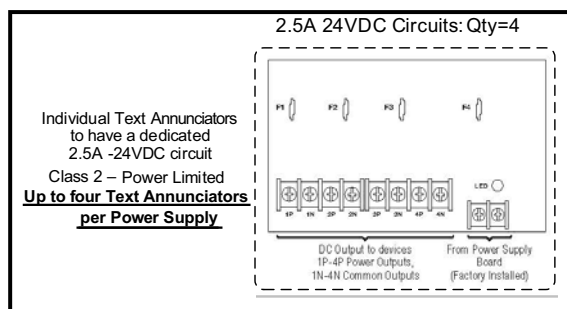 2.5A 24VDC Circuits: Qty=4
Individual Text Annunciators
to have a dedicated
2.5A -24VDC circuit
Class 2 – Power Limited
Up to four Text Annunciators
per Power Supply
F1 F2 F3 F4
LED
1P 1N 2P 2N 3P 3N 4P 4N
DC Output to devices
1P-4P Power Outputs,
1N-4N Common Outputs
From Power Supply
Board
(Factory Installed)